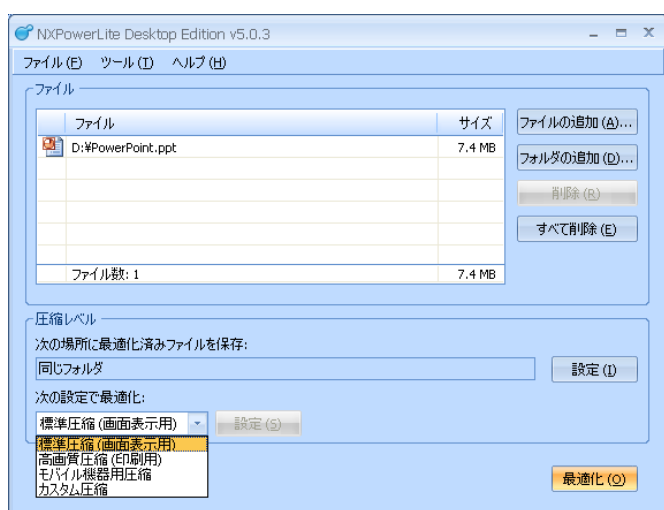 NXPowerLite Desktop Edition v5.0.3
ファイル(F) ツール(T) ヘルプ(H)
ファイル
ファイル サイズ
D:¥PowerPoint.ppt 7.4 MB
ファイル数: 1 7.4 MB
ファイルの追加(A)...
フォルダの追加(D)...
削除(R)
すべて削除(E)
圧縮レベル
次の場所に最適化済みファイルを保存:
同じフォルダ 設定(I)
次の設定で最適化:
標準圧縮(画面表示用) 設定(S)
標準圧縮(画面表示用)
高画質圧縮(印刷用)
モバイル機器用圧縮
カスタム圧縮
最適化(O)